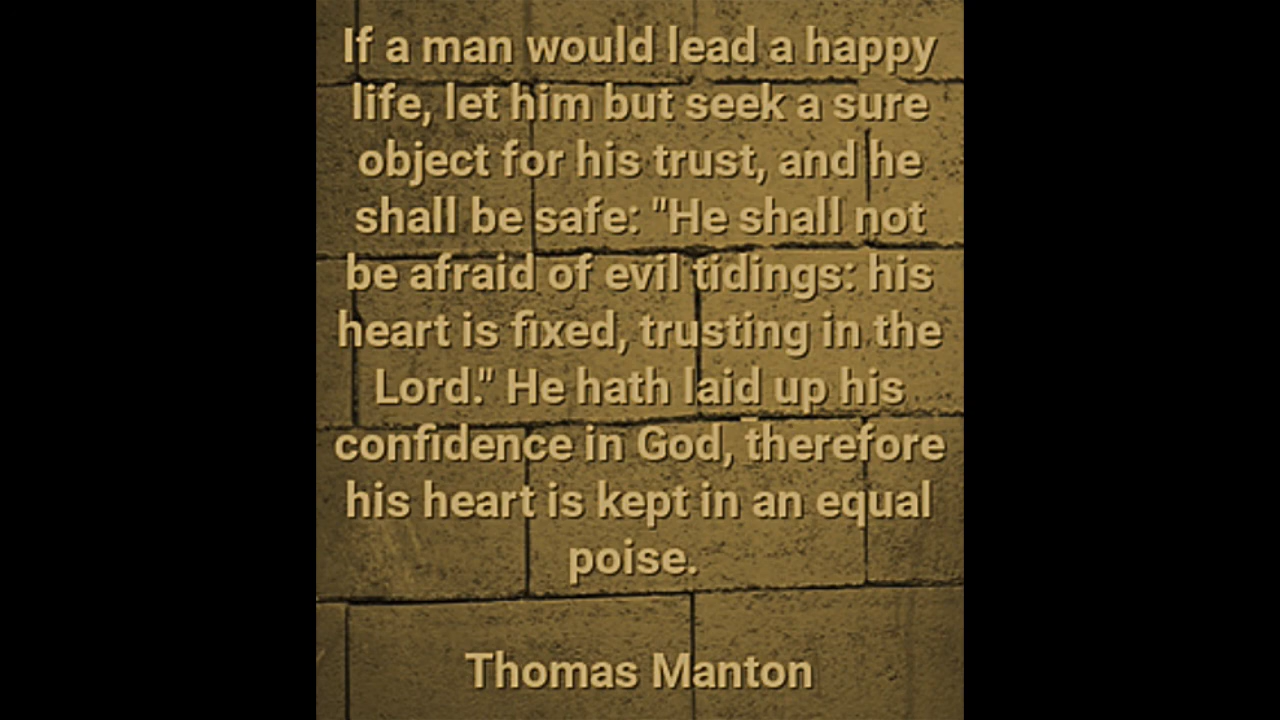 If a man would lead a happy
life, let him but seek a sure
object for his trust, and he
shall be safe: "He shall not
be afraid of evil tidings: his
heart is fixed, trusting in the
Lord." He hath laid up his
confidence in God, therefore
his heart is kept in an equal
poise.
Thomas Manton